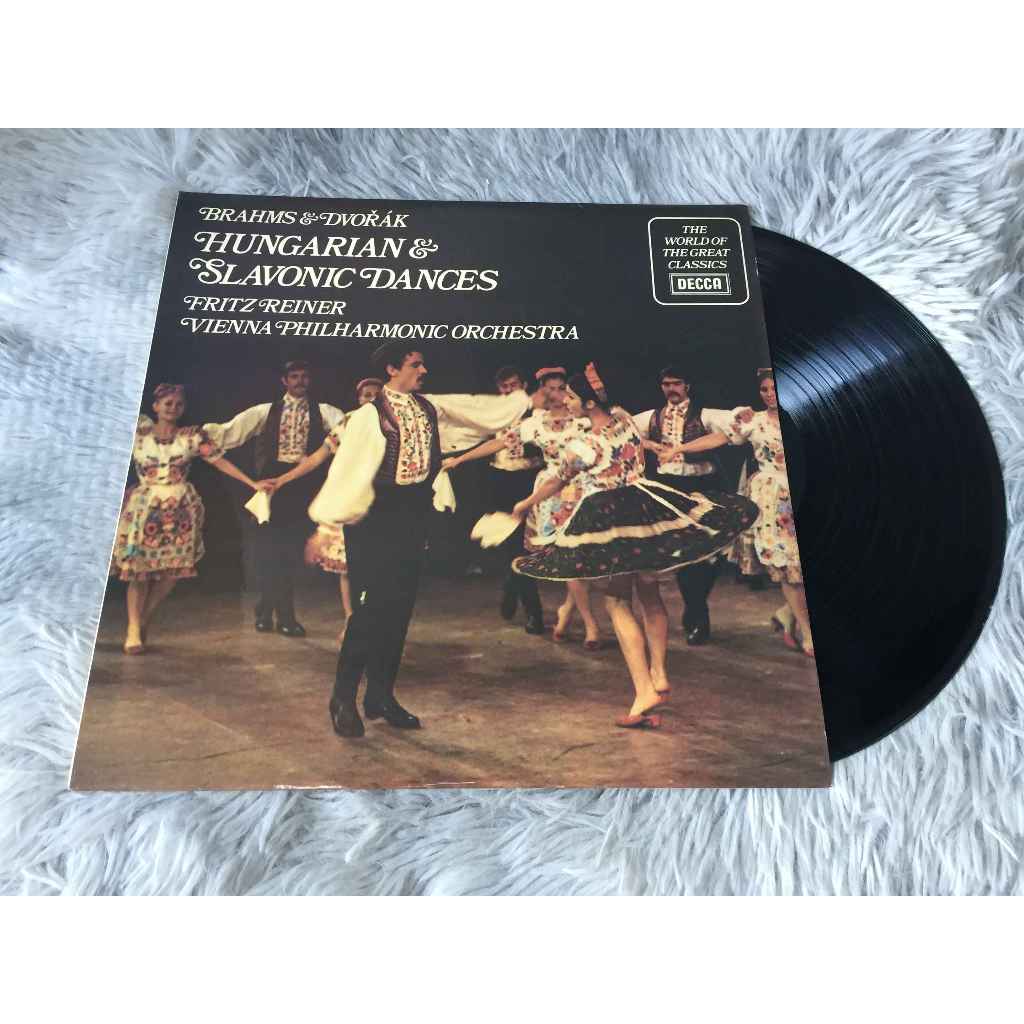 BRAHMS & DVOŘÁK
HUNGARIAN &
SLAVONIC DANCES
FRITZ REINER
VIENNA PHILHARMONIC ORCHESTRA
THE
WORLD OF
THE GREAT
CLASSICS
DECCA